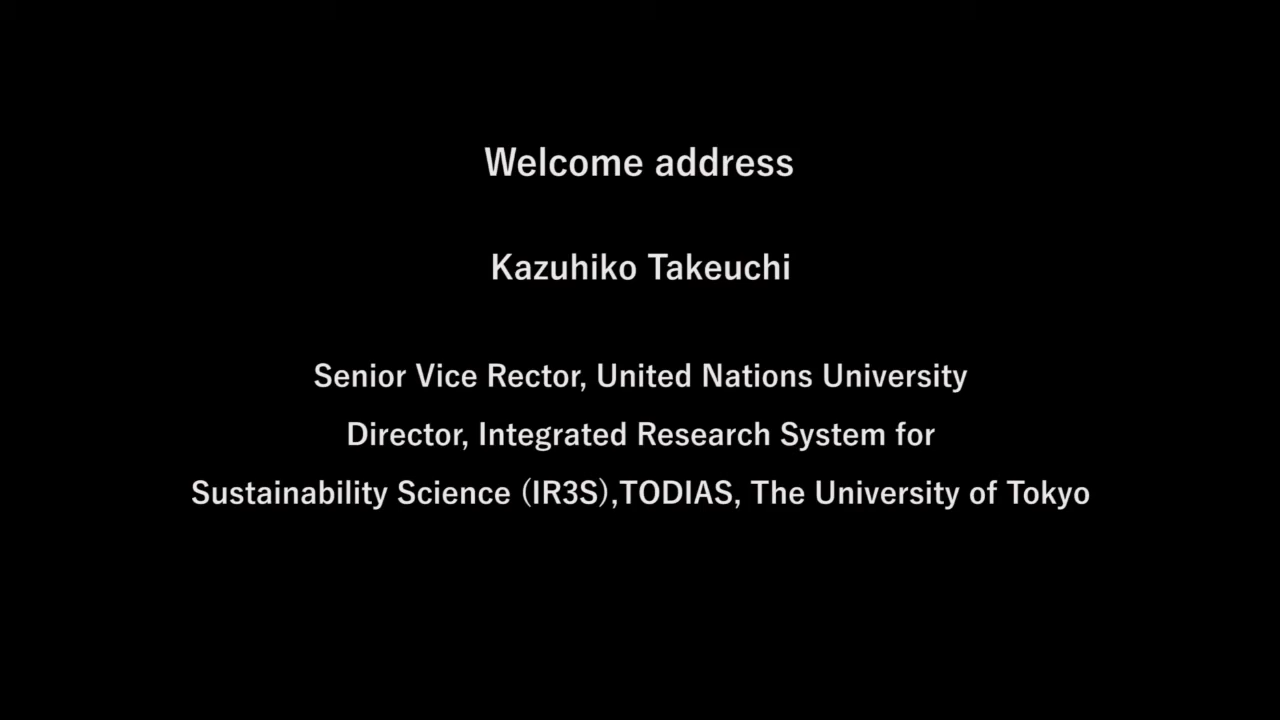 Welcome address
Kazuhiko Takeuchi
Senior Vice Rector, United Nations University
Director, Integrated Research System for
Sustainability Science (IR3S),TODIAS, The University of Tokyo